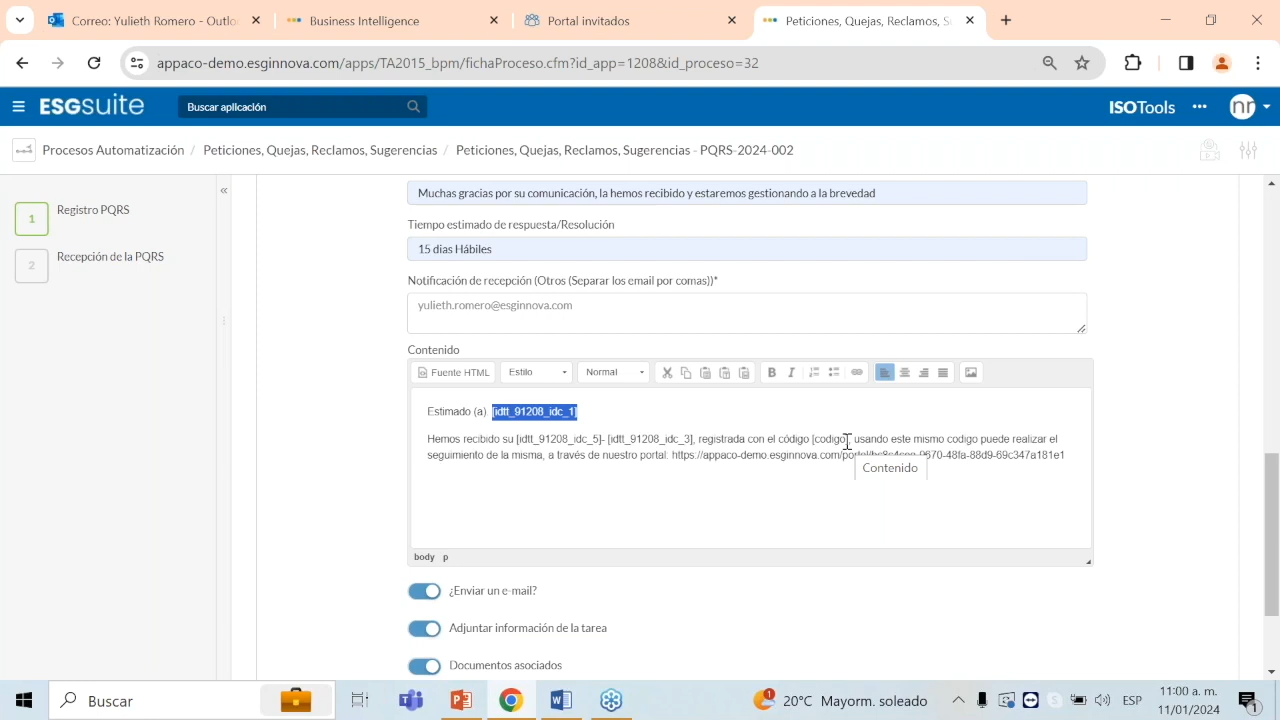 Correo: Yulieth Romero - Outlo
Business Intelligence
Portal invitados
Peticiones, Quejas, Reclamos, S
appaco-demo.esginnova.com/apps/TA2015_bpm/fichaProceso.cfm?id_app=1208&id_proceso=32
ESGsuite
Buscar aplicación
ISOTools
nr
Procesos Automatización / Peticiones, Quejas, Reclamos, Sugerencias / Peticiones, Quejas, Reclamos, Sugerencias - PQRS-2024-002
«
1 Registro PQRS
2 Recepción de la PQRS
Muchas gracias por su comunicación, la hemos recibido y estaremos gestionando a la brevedad
Tiempo estimado de respuesta/Resolución
15 dias Hábiles
Notificación de recepción (Otros (Separar los email por comas))*
yulieth.romero@esginnova.com
Contenido
Fuente HTML Estilo Normal B I
Estimado (a) [idtt_91208_idc_1]
Hemos recibido su [idtt_91208_idc_5]- [idtt_91208_idc_3], registrada con el código [codigo], usando este mismo codigo puede realizar el
seguimiento de la misma, a través de nuestro portal: https://appaco-demo.esginnova.com/
-48fa-88d9-69c347a181e1
Contenido
body p
¿Enviar un e-mail?
Adjuntar información de la tarea
Documentos asociados
Buscar
1
20°C Mayorm. soleado
ESP
11:00 a. m.
11/01/2024
1